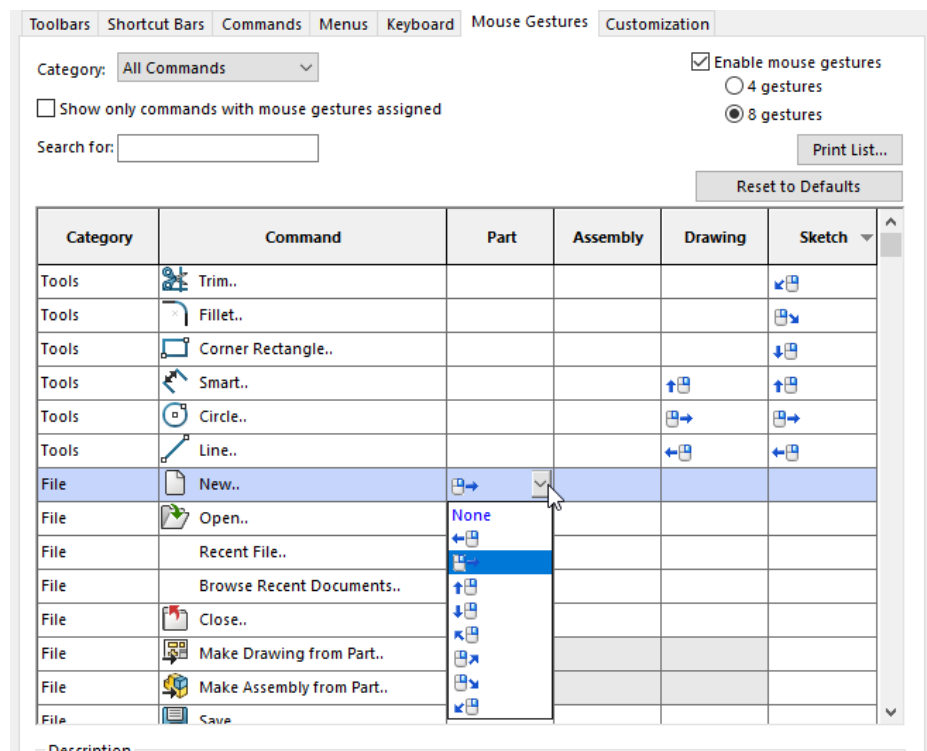 Toolbars Shortcut Bars Commands Menus Keyboard Mouse Gestures Customization
Category: All Commands
Enable mouse gestures
4 gestures
Show only commands with mouse gestures assigned
8 gestures
Search for:
Print List...
Reset to Defaults
Category Command Part Assembly Drawing Sketch
Tools Trim..
Tools Fillet..
Tools Corner Rectangle..
Tools Smart..
Tools Circle..
Tools Line..
File New..
File Open..
None
File Recent File..
File Browse Recent Documents..
File Close..
File Make Drawing from Part..
File Make Assembly from Part..
File Save
Description